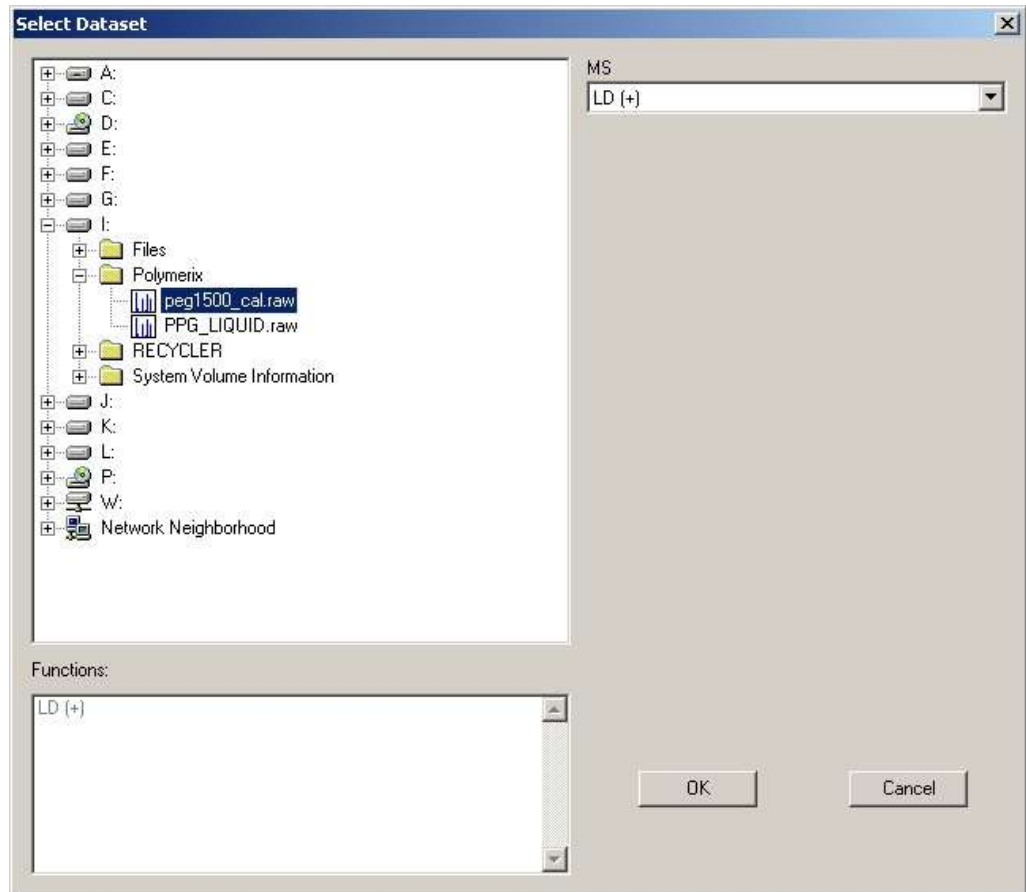 Select Dataset
A:
C:
D:
E:
F:
G:
I:
Files
Polymerix
peg1500_cal.raw
PPG_LIQUID.raw
RECYCLER
System Volume Information
J:
K:
L:
P:
W:
Network Neighborhood
MS
LD (+)
Functions:
LD (+)
OK
Cancel